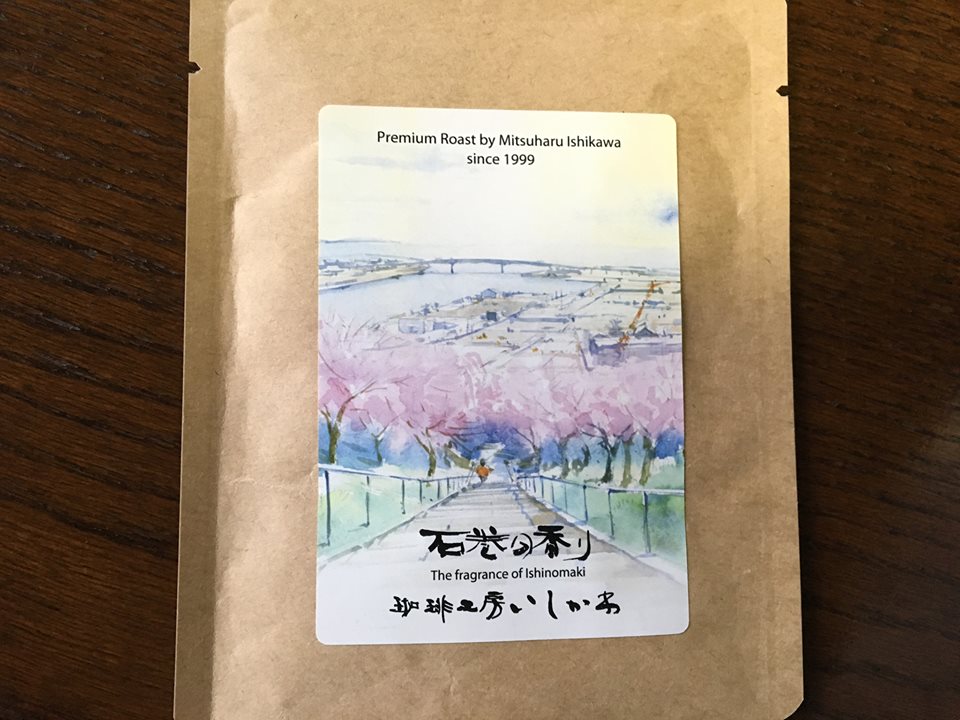 Premium Roast by Mitsuharu Ishikawa
since 1999
石巻の香り
The fragrance of Ishinomaki
珈琲工房いしかわ